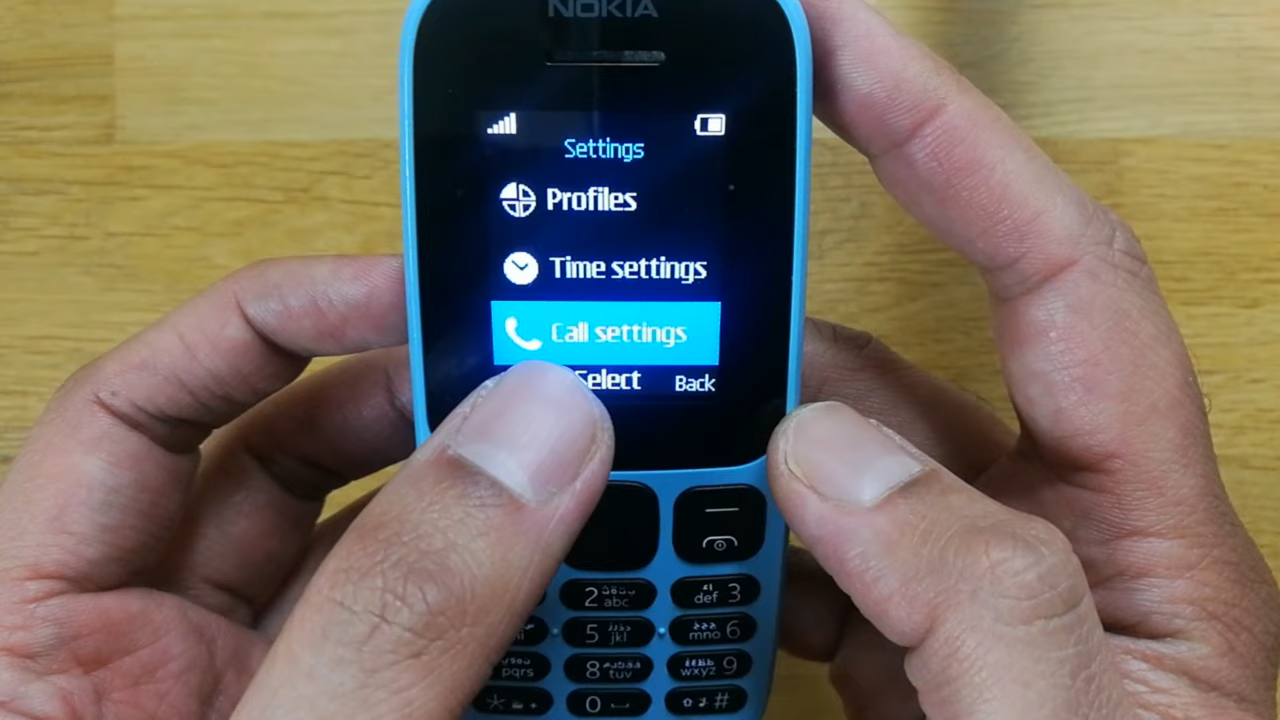 NOKIA
Settings
Profiles
Time settings
Call settings
Select Back
2 abc
def 3
5 jkl
mno 6
pqrs
8 tuv
wxyz 9
* +
0
#